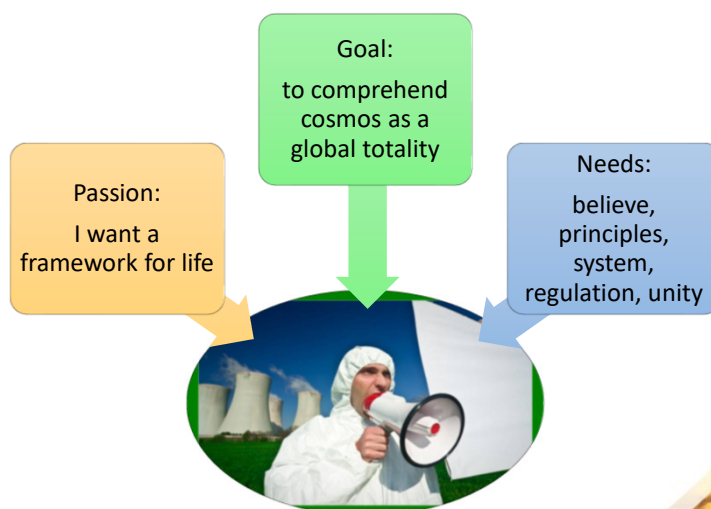 Goal:
to comprehend
cosmos as a
global totality
Passion:
I want a
framework for life
Needs:
believe,
principles,
system,
regulation, unity